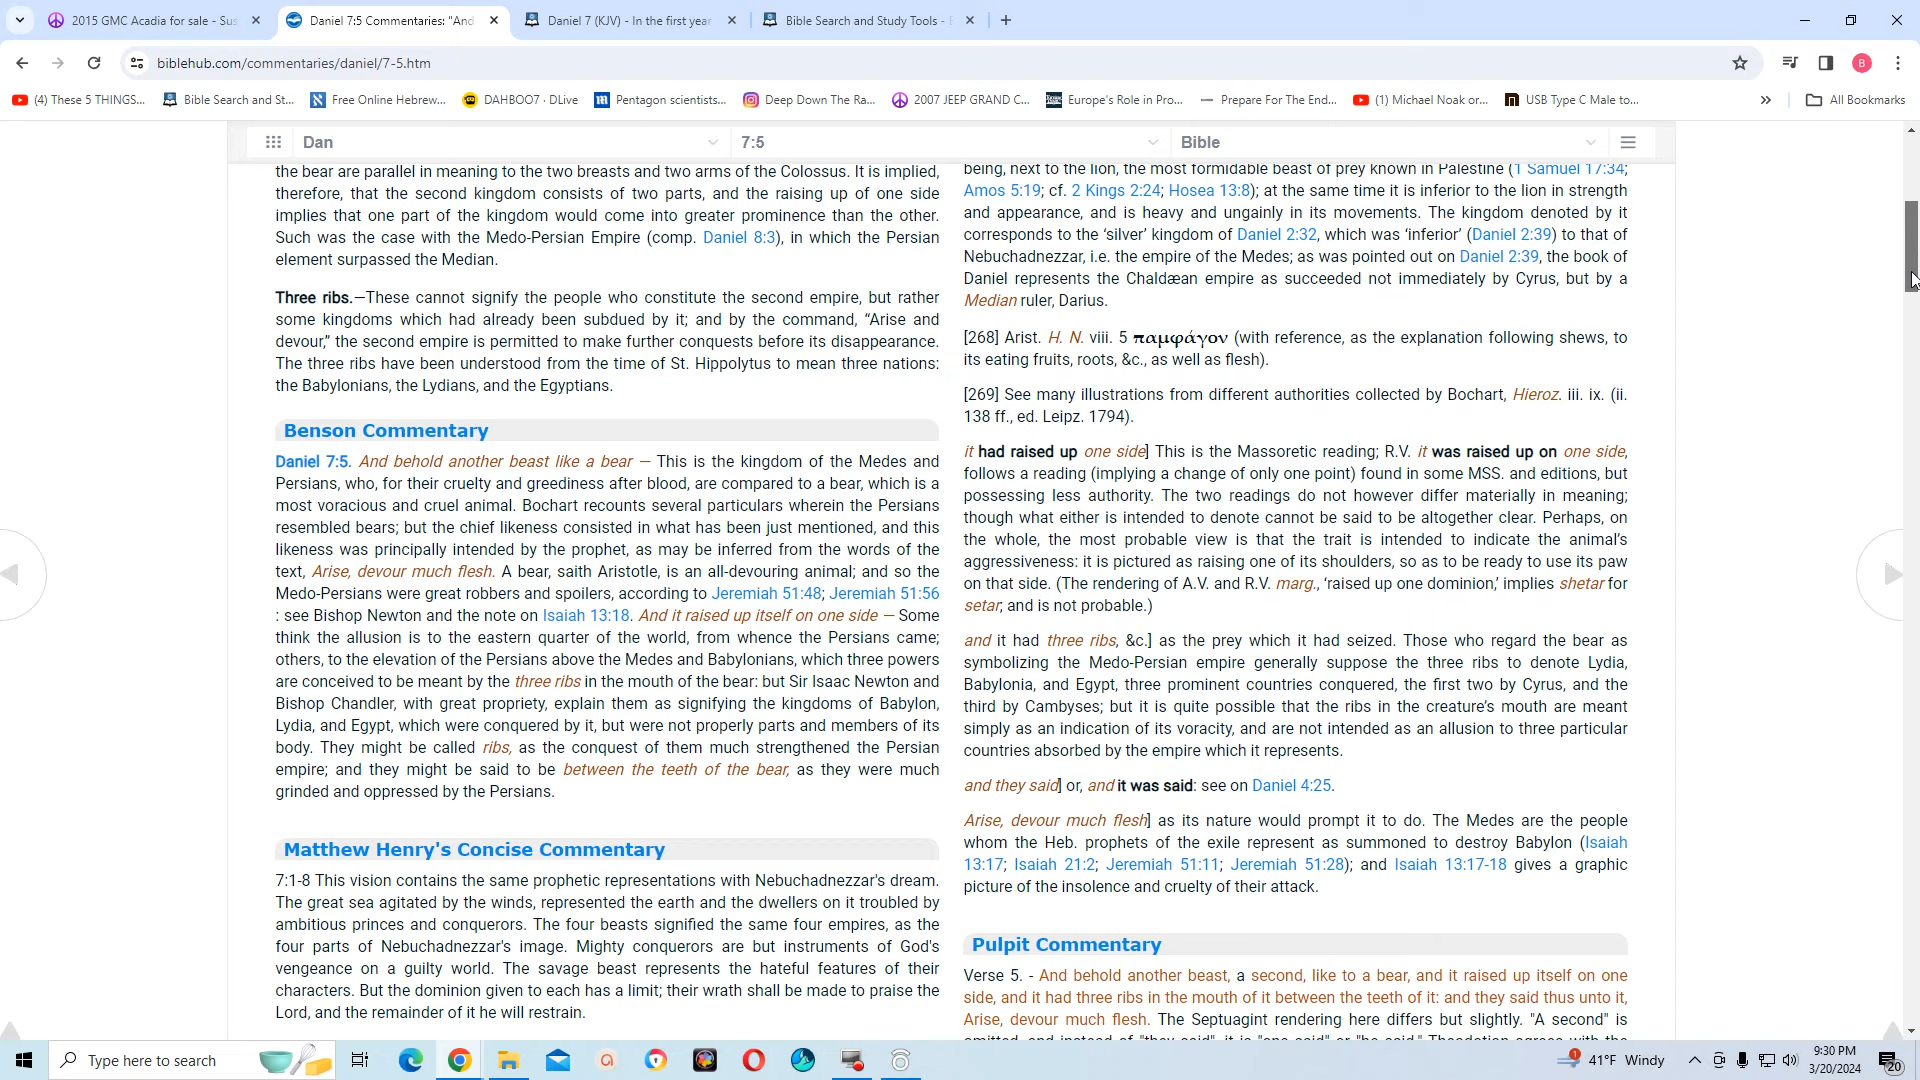 2015 GMC Acadia for sale - Sus
Daniel 7:5 Commentaries: "And
Daniel 7 (KJV) - In the first year
Bible Search and Study Tools -
biblehub.com/commentaries/daniel/7-5.htm
B
(4) These 5 THINGS...
Bible Search and St...
Free Online Hebrew...
DAHBOO7 · DLive
Pentagon scientists...
Deep Down The Ra...
2007 JEEP GRAND C...
Europe's Role in Pro...
Prepare For The End...
(1) Michael Noak or...
USB Type C Male to...
All Bookmarks
Dan
7:5
Bible
the bear are parallel in meaning to the two breasts and two arms of the Colossus. It is implied,
therefore, that the second kingdom consists of two parts, and the raising up of one side
implies that one part of the kingdom would come into greater prominence than the other.
Such was the case with the Medo-Persian Empire (comp. Daniel 8:3), in which the Persian
element surpassed the Median.
Three ribs.—These cannot signify the people who constitute the second empire, but rather
some kingdoms which had already been subdued by it; and by the command, “Arise and
devour,” the second empire is permitted to make further conquests before its disappearance.
The three ribs have been understood from the time of St. Hippolytus to mean three nations:
the Babylonians, the Lydians, and the Egyptians.
Benson Commentary
Daniel 7:5. And behold another beast like a bear — This is the kingdom of the Medes and
Persians, who, for their cruelty and greediness after blood, are compared to a bear, which is a
most voracious and cruel animal. Bochart recounts several particulars wherein the Persians
resembled bears; but the chief likeness consisted in what has been just mentioned, and this
likeness was principally intended by the prophet, as may be inferred from the words of the
text, Arise, devour much flesh. A bear, saith Aristotle, is an all-devouring animal; and so the
Medo-Persians were great robbers and spoilers, according to Jeremiah 51:48; Jeremiah 51:56
: see Bishop Newton and the note on Isaiah 13:18. And it raised up itself on one side — Some
think the allusion is to the eastern quarter of the world, from whence the Persians came;
others, to the elevation of the Persians above the Medes and Babylonians, which three powers
are conceived to be meant by the three ribs in the mouth of the bear: but Sir Isaac Newton and
Bishop Chandler, with great propriety, explain them as signifying the kingdoms of Babylon,
Lydia, and Egypt, which were conquered by it, but were not properly parts and members of its
body. They might be called ribs, as the conquest of them much strengthened the Persian
empire; and they might be said to be between the teeth of the bear, as they were much
grinded and oppressed by the Persians.
Matthew Henry's Concise Commentary
7:1-8 This vision contains the same prophetic representations with Nebuchadnezzar's dream.
The great sea agitated by the winds, represented the earth and the dwellers on it troubled by
ambitious princes and conquerors. The four beasts signified the same four empires, as the
four parts of Nebuchadnezzar's image. Mighty conquerors are but instruments of God's
vengeance on a guilty world. The savage beast represents the hateful features of their
characters. But the dominion given to each has a limit; their wrath shall be made to praise the
Lord, and the remainder of it he will restrain.
being, next to the lion, the most formidable beast of prey known in Palestine (1 Samuel 17:34;
Amos 5:19; cf. 2 Kings 2:24; Hosea 13:8); at the same time it is inferior to the lion in strength
and appearance, and is heavy and ungainly in its movements. The kingdom denoted by it
corresponds to the ‘silver’ kingdom of Daniel 2:32, which was ‘inferior’ (Daniel 2:39) to that of
Nebuchadnezzar, i.e. the empire of the Medes; as was pointed out on Daniel 2:39, the book of
Daniel represents the Chaldæan empire as succeeded not immediately by Cyrus, but by a
Median ruler, Darius.
[268] Arist. H. N. viii. 5 παμφάγον (with reference, as the explanation following shews, to
its eating fruits, roots, &c., as well as flesh).
[269] See many illustrations from different authorities collected by Bochart, Hieroz. iii. ix. (ii.
138 ff., ed. Leipz. 1794).
it had raised up one side] This is the Massoretic reading; R.V. it was raised up on one side,
follows a reading (implying a change of only one point) found in some MSS. and editions, but
possessing less authority. The two readings do not however differ materially in meaning;
though what either is intended to denote cannot be said to be altogether clear. Perhaps, on
the whole, the most probable view is that the trait is intended to indicate the animal's
aggressiveness: it is pictured as raising one of its shoulders, so as to be ready to use its paw
on that side. (The rendering of A.V. and R.V. marg., ‘raised up one dominion,’ implies shetar for
setar; and is not probable.)
and it had three ribs, &c.] as the prey which it had seized. Those who regard the bear as
symbolizing the Medo-Persian empire generally suppose the three ribs to denote Lydia,
Babylonia, and Egypt, three prominent countries conquered, the first two by Cyrus, and the
third by Cambyses; but it is quite possible that the ribs in the creature's mouth are meant
simply as an indication of its voracity, and are not intended as an allusion to three particular
countries absorbed by the empire which it represents.
and they said] or, and it was said: see on Daniel 4:25.
Arise, devour much flesh] as its nature would prompt it to do. The Medes are the people
whom the Heb. prophets of the exile represent as summoned to destroy Babylon (Isaiah
13:17; Isaiah 21:2; Jeremiah 51:11; Jeremiah 51:28); and Isaiah 13:17-18 gives a graphic
picture of the insolence and cruelty of their attack.
Pulpit Commentary
Verse 5. - And behold another beast, a second, like to a bear, and it raised up itself on one
side, and it had three ribs in the mouth of it between the teeth of it: and they said thus unto it,
Arise, devour much flesh. The Septuagint rendering here differs but slightly. "A second" is
Type here to search
41°F Windy
9:30 PM
3/20/2024
20